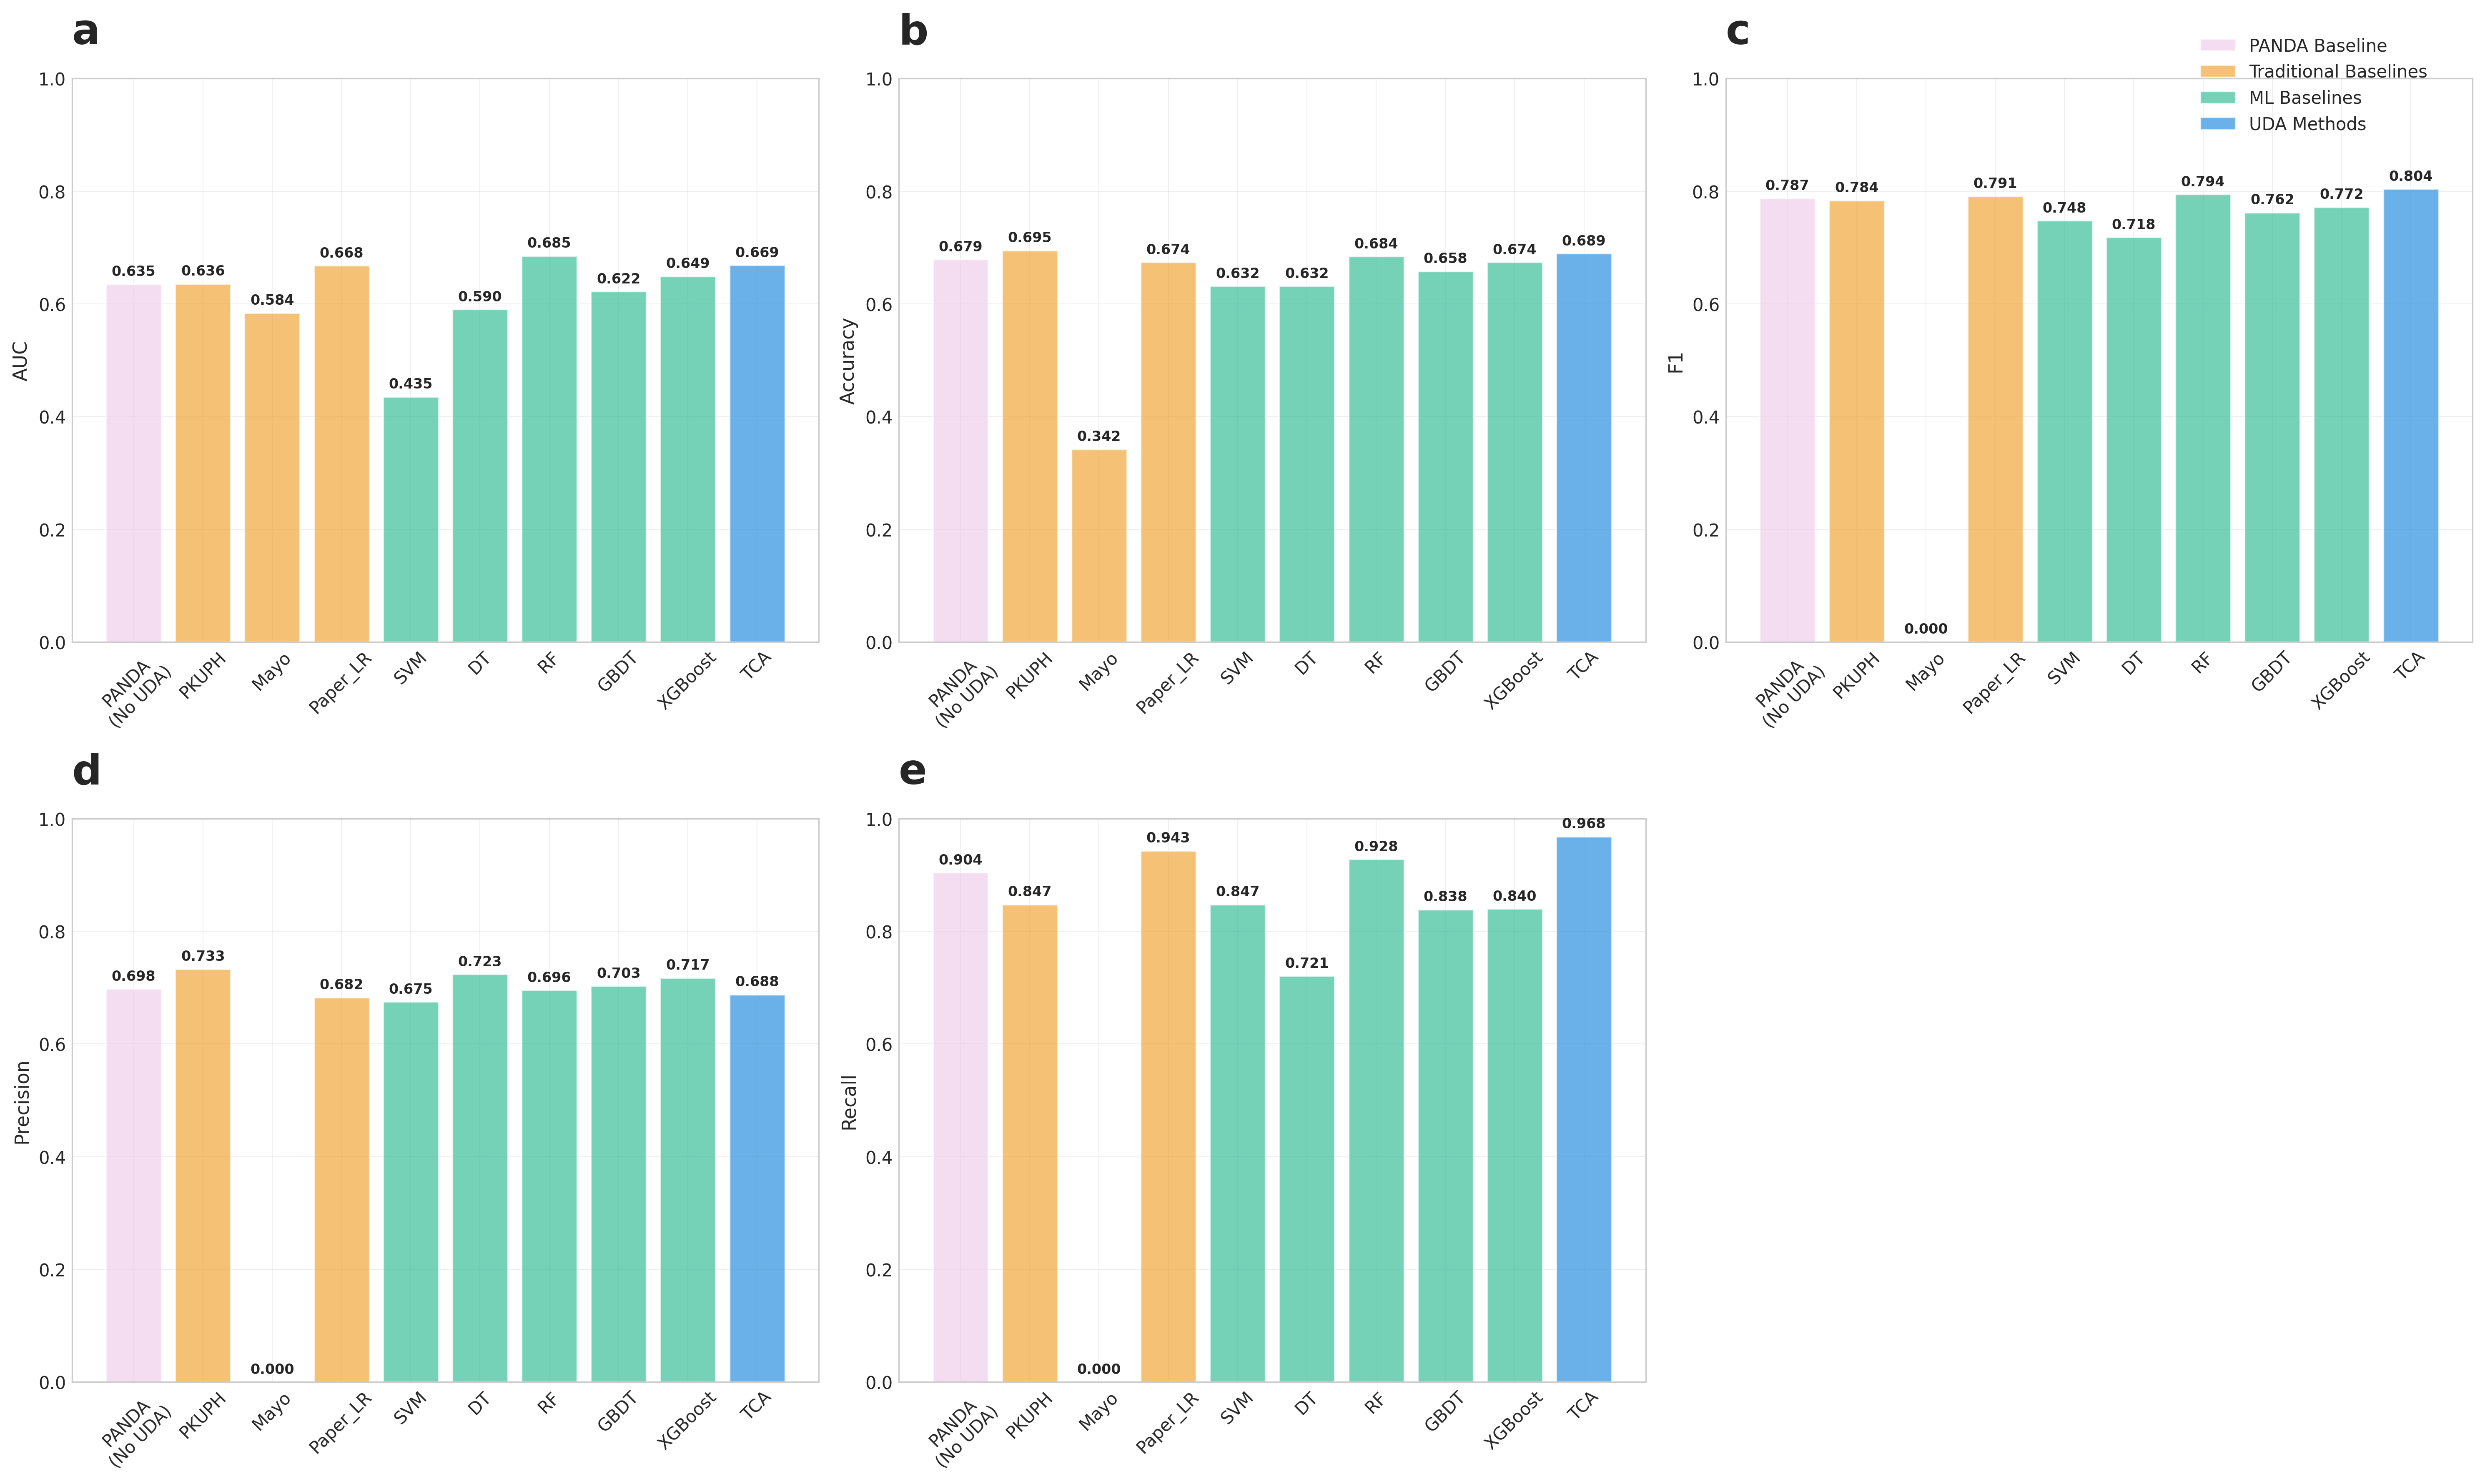 a
1.0
0.8
0.6
0.4
0.2
0.0
AUC
0.635
0.636
0.584
0.668
0.435
0.590
0.685
0.622
0.649
0.669
PANDA
(No UDA)
PKUPH
Mayo
Paper_LR
SVM
DT
RF
GBDT
XGBoost
TCA
b
1.0
0.8
0.6
0.4
0.2
0.0
Accuracy
0.679
0.695
0.342
0.674
0.632
0.632
0.684
0.658
0.674
0.689
PANDA
(No UDA)
PKUPH
Mayo
Paper_LR
SVM
DT
RF
GBDT
XGBoost
TCA
c
PANDA Baseline
Traditional Baselines
ML Baselines
UDA Methods
1.0
0.8
0.6
0.4
0.2
0.0
F1
0.787
0.784
0.000
0.791
0.748
0.718
0.794
0.762
0.772
0.804
PANDA
(No UDA)
PKUPH
Mayo
Paper_LR
SVM
DT
RF
GBDT
XGBoost
TCA
d
1.0
0.8
0.6
0.4
0.2
0.0
Precision
0.698
0.733
0.000
0.682
0.675
0.723
0.696
0.703
0.717
0.688
PANDA
(No UDA)
PKUPH
Mayo
Paper_LR
SVM
DT
RF
GBDT
XGBoost
TCA
e
1.0
0.8
0.6
0.4
0.2
0.0
Recall
0.904
0.847
0.000
0.943
0.847
0.721
0.928
0.838
0.840
0.968
PANDA
(No UDA)
PKUPH
Mayo
Paper_LR
SVM
DT
RF
GBDT
XGBoost
TCA